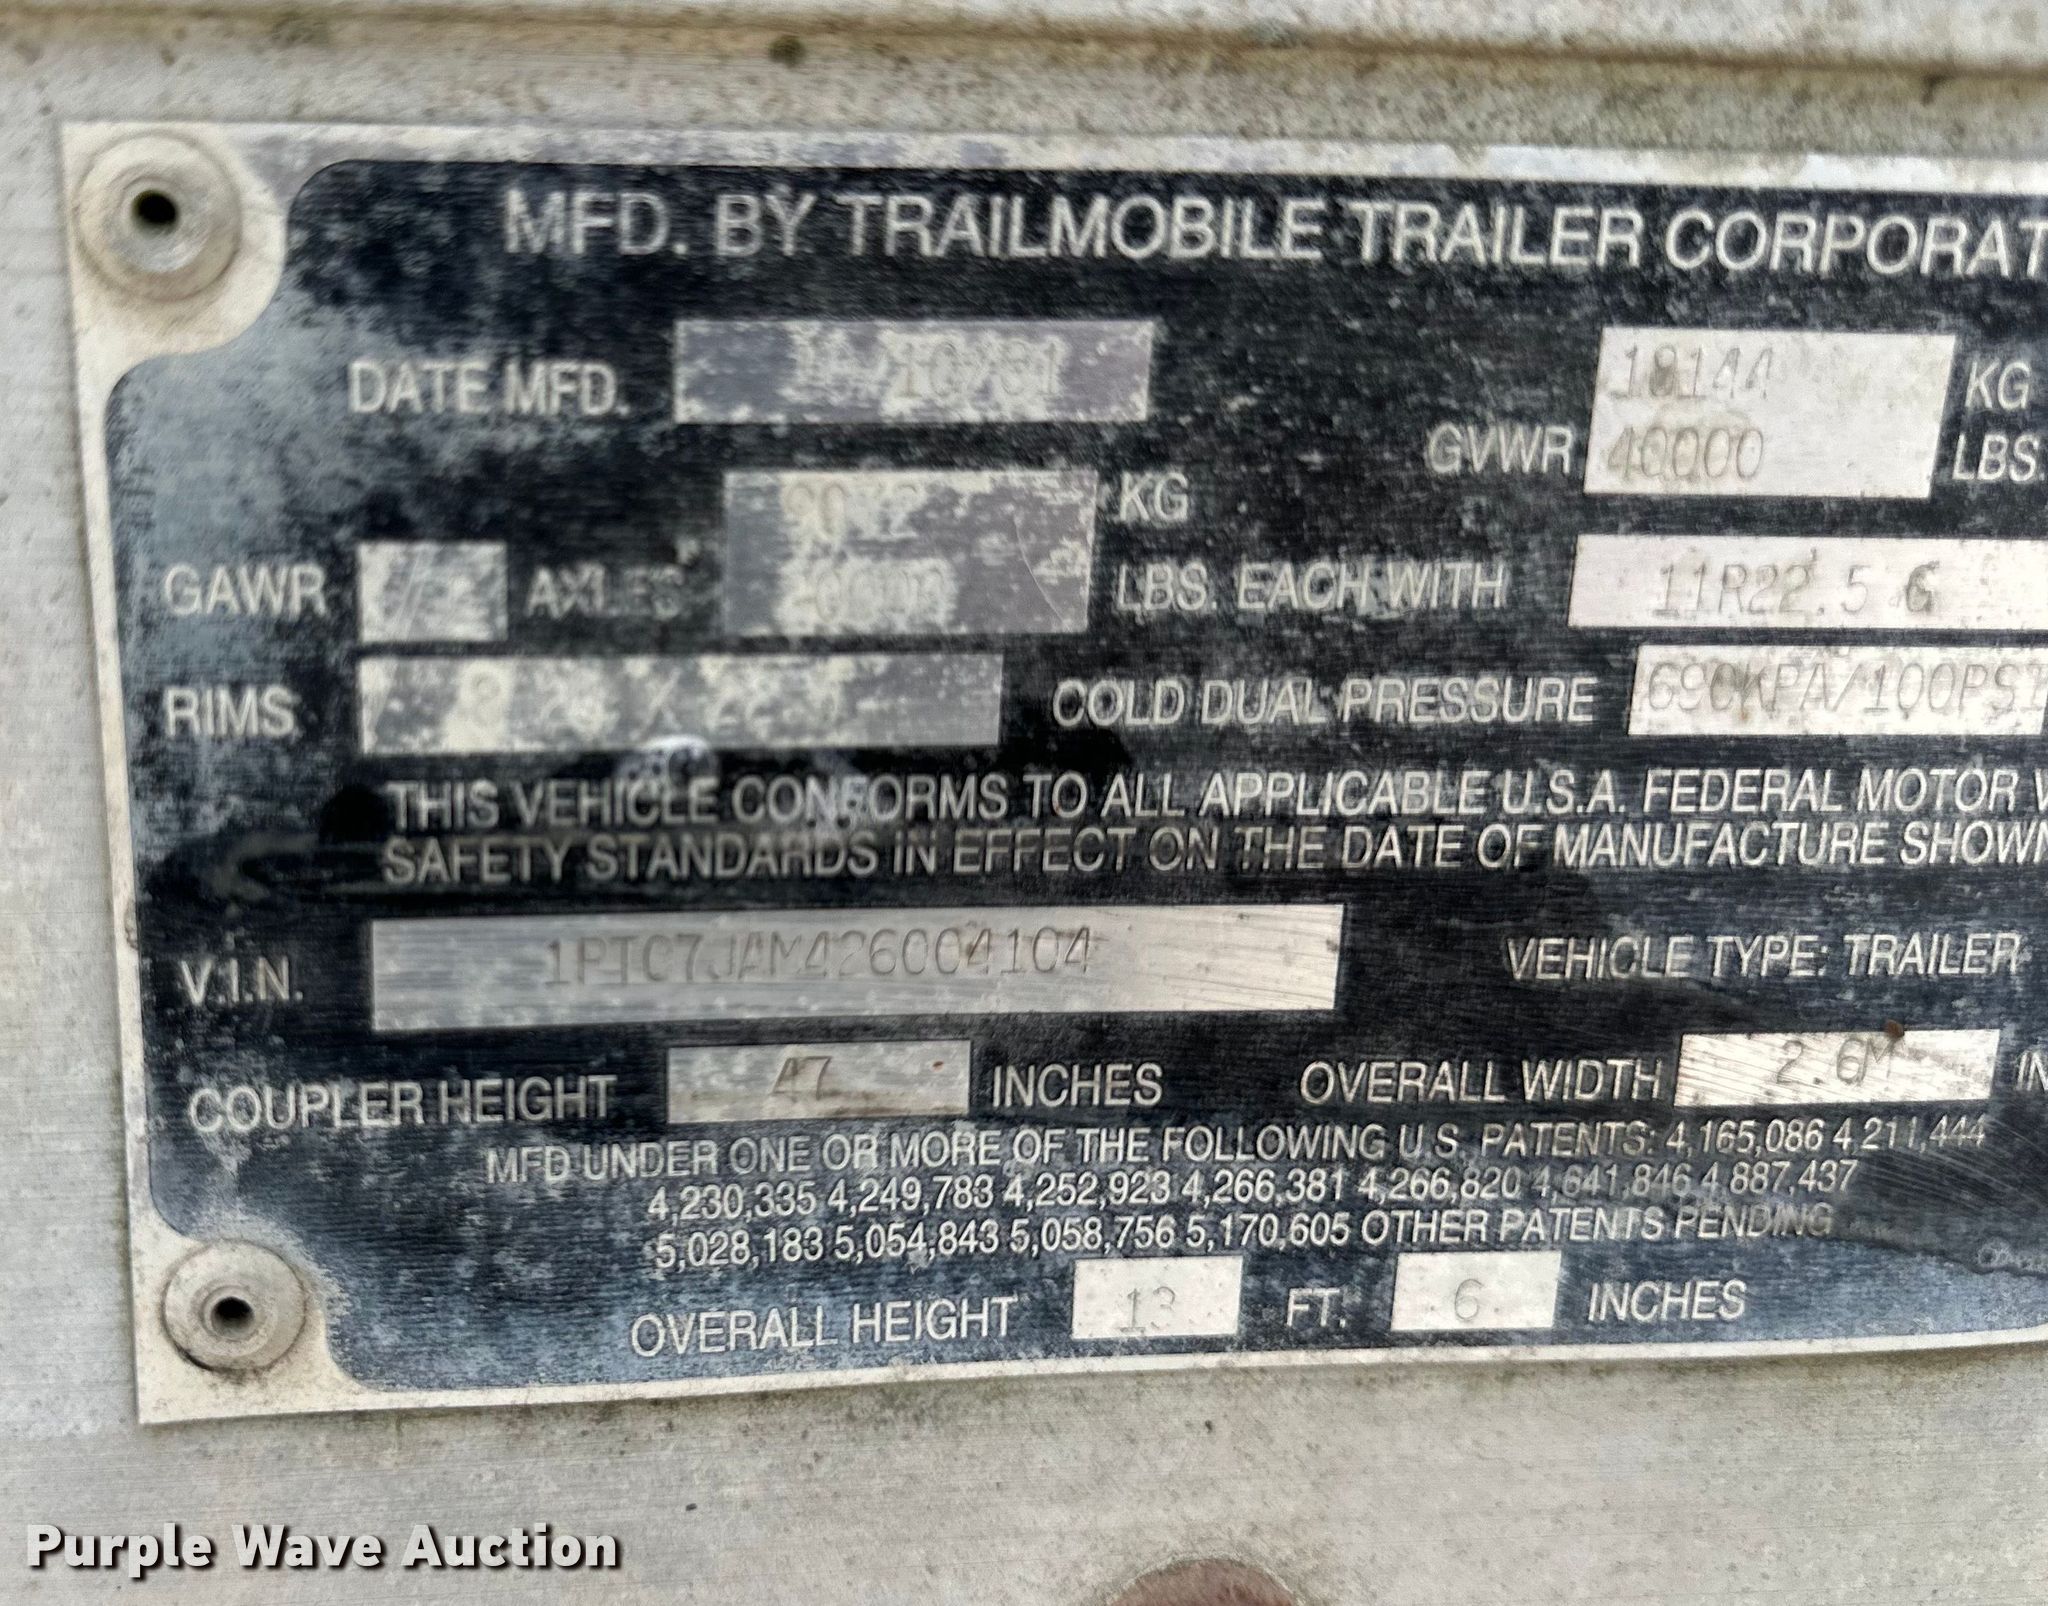 MFD. BY TRAILMOBILE TRAILER CORPORAT
DATE MFD.
GVWR 18144 KG
40000 LBS.
KG
GAWR AXLES LBS. EACH WITH 11R22.5 G
RIMS COLD DUAL PRESSURE 690KPA/100PSI
THIS VEHICLE CONFORMS TO ALL APPLICABLE U.S.A. FEDERAL MOTOR V
SAFETY STANDARDS IN EFFECT ON THE DATE OF MANUFACTURE SHOWN
V.I.N. 1PTC7JAM426004104 VEHICLE TYPE: TRAILER
COUPLER HEIGHT 47 INCHES OVERALL WIDTH 2.6M IN
MFD UNDER ONE OR MORE OF THE FOLLOWING U.S. PATENTS: 4,165,086 4,211,444
4,230,335 4,249,783 4,252,923 4,266,381 4,266,820 4,641,846 4,887,437
5,028,183 5,054,843 5,058,756 5,170,605 OTHER PATENTS PENDING
OVERALL HEIGHT 13 FT. 6 INCHES
Purple Wave Auction